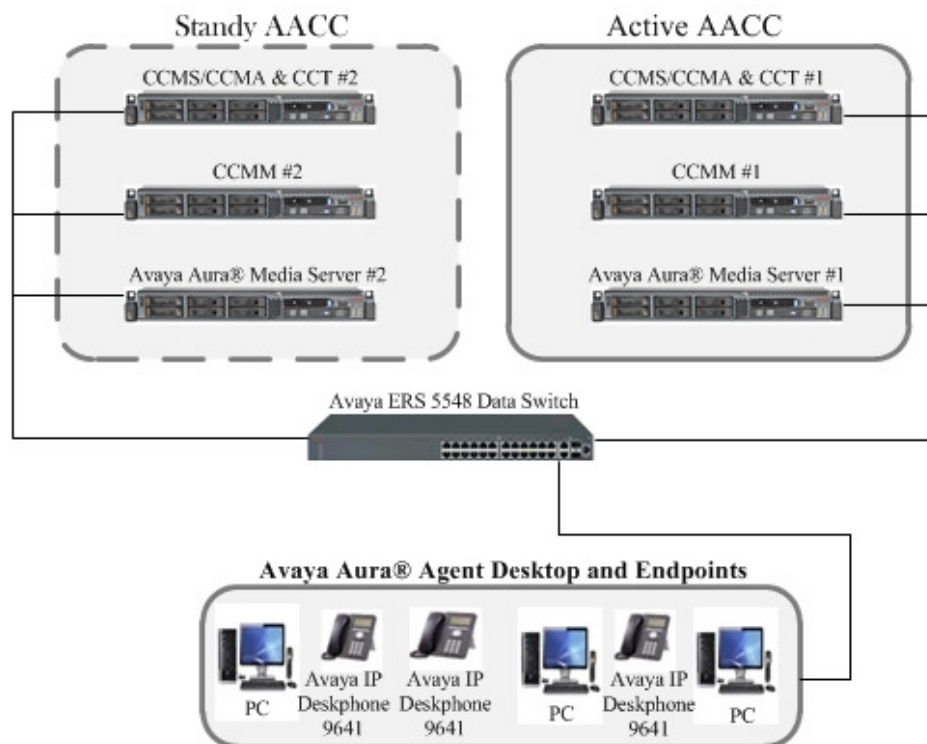 Standy AACC
Active AACC
CCMS/CCMA & CCT #2
CCMS/CCMA & CCT #1
CCMM #2
CCMM #1
Avaya Aura® Media Server #2
Avaya Aura® Media Server #1
Avaya ERS 5548 Data Switch
Avaya Aura® Agent Desktop and Endpoints
PC
Avaya IP
Deskphone
9641
Avaya IP
Deskphone
9641
PC
Avaya IP
Deskphone
9641
PC